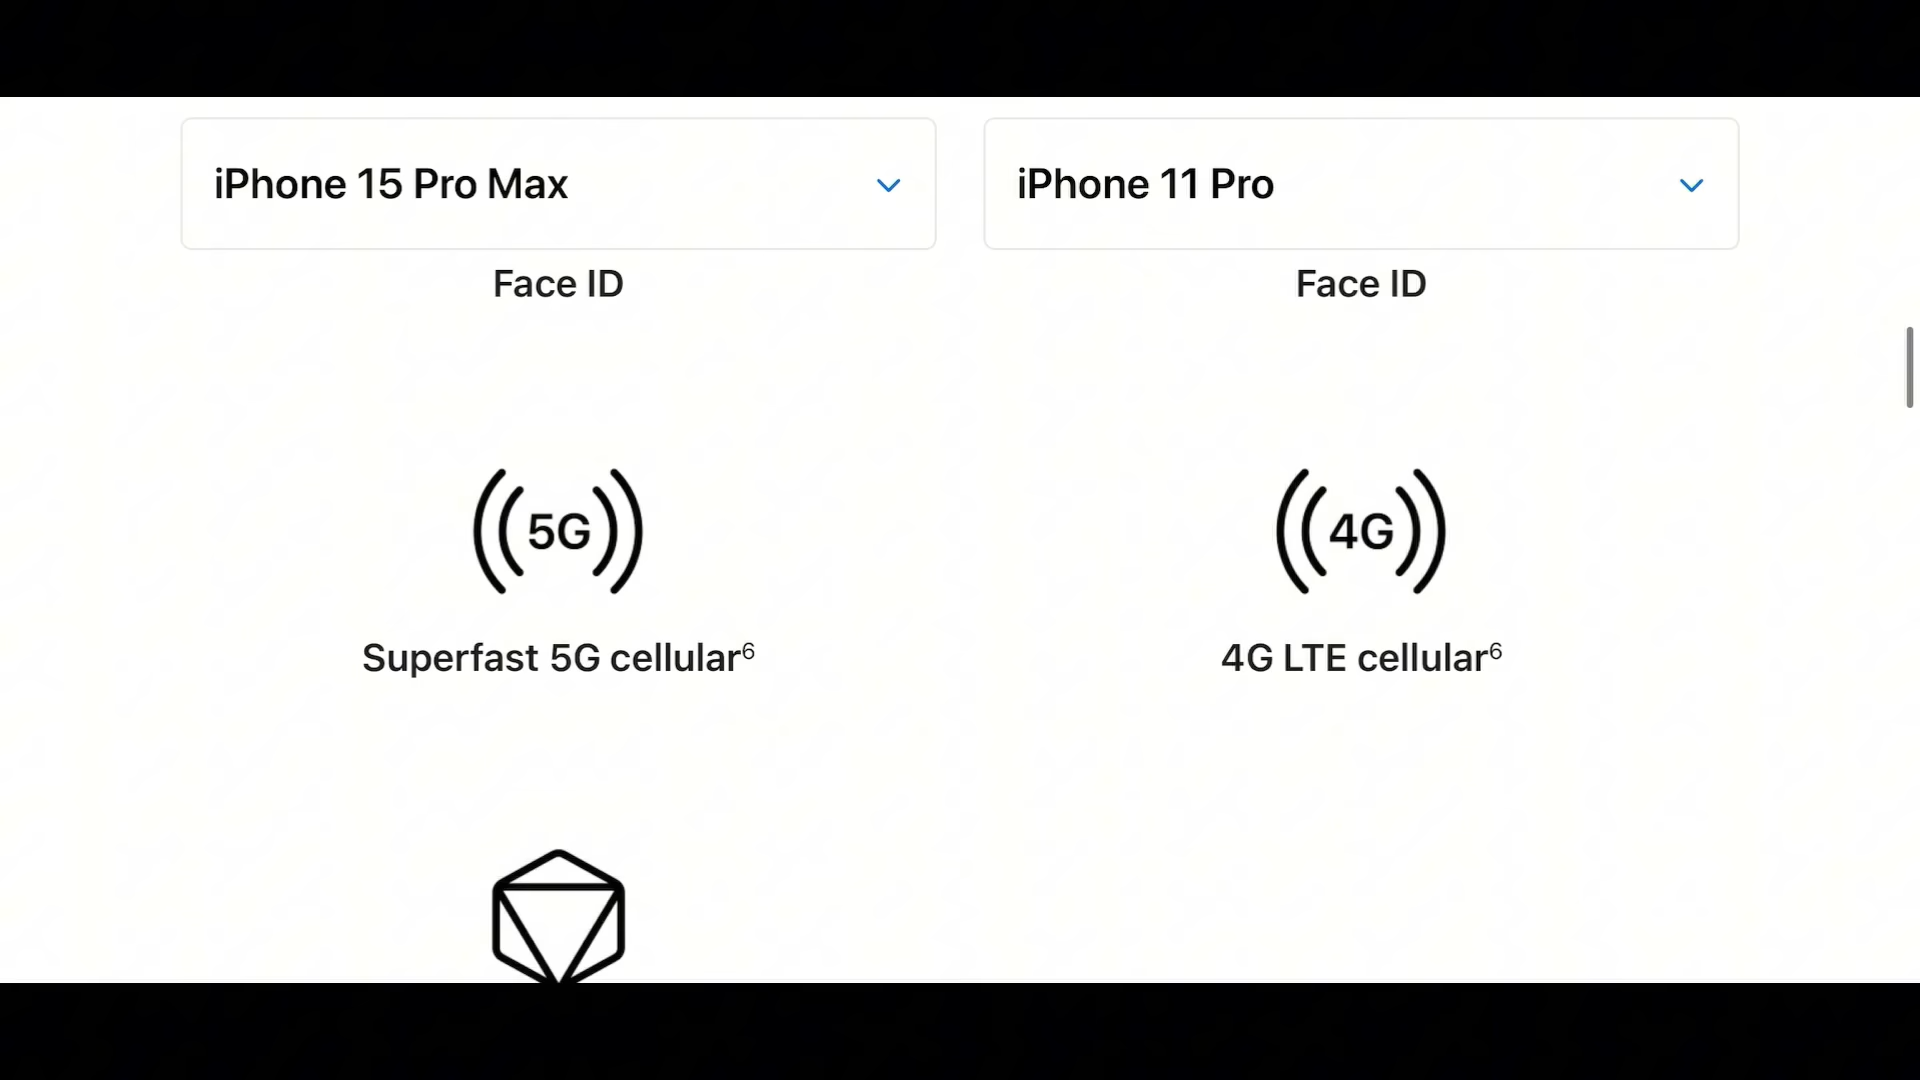 iPhone 15 Pro Max
iPhone 11 Pro
Face ID
Face ID
5G
4G
Superfast 5G cellular⁶
4G LTE cellular⁶